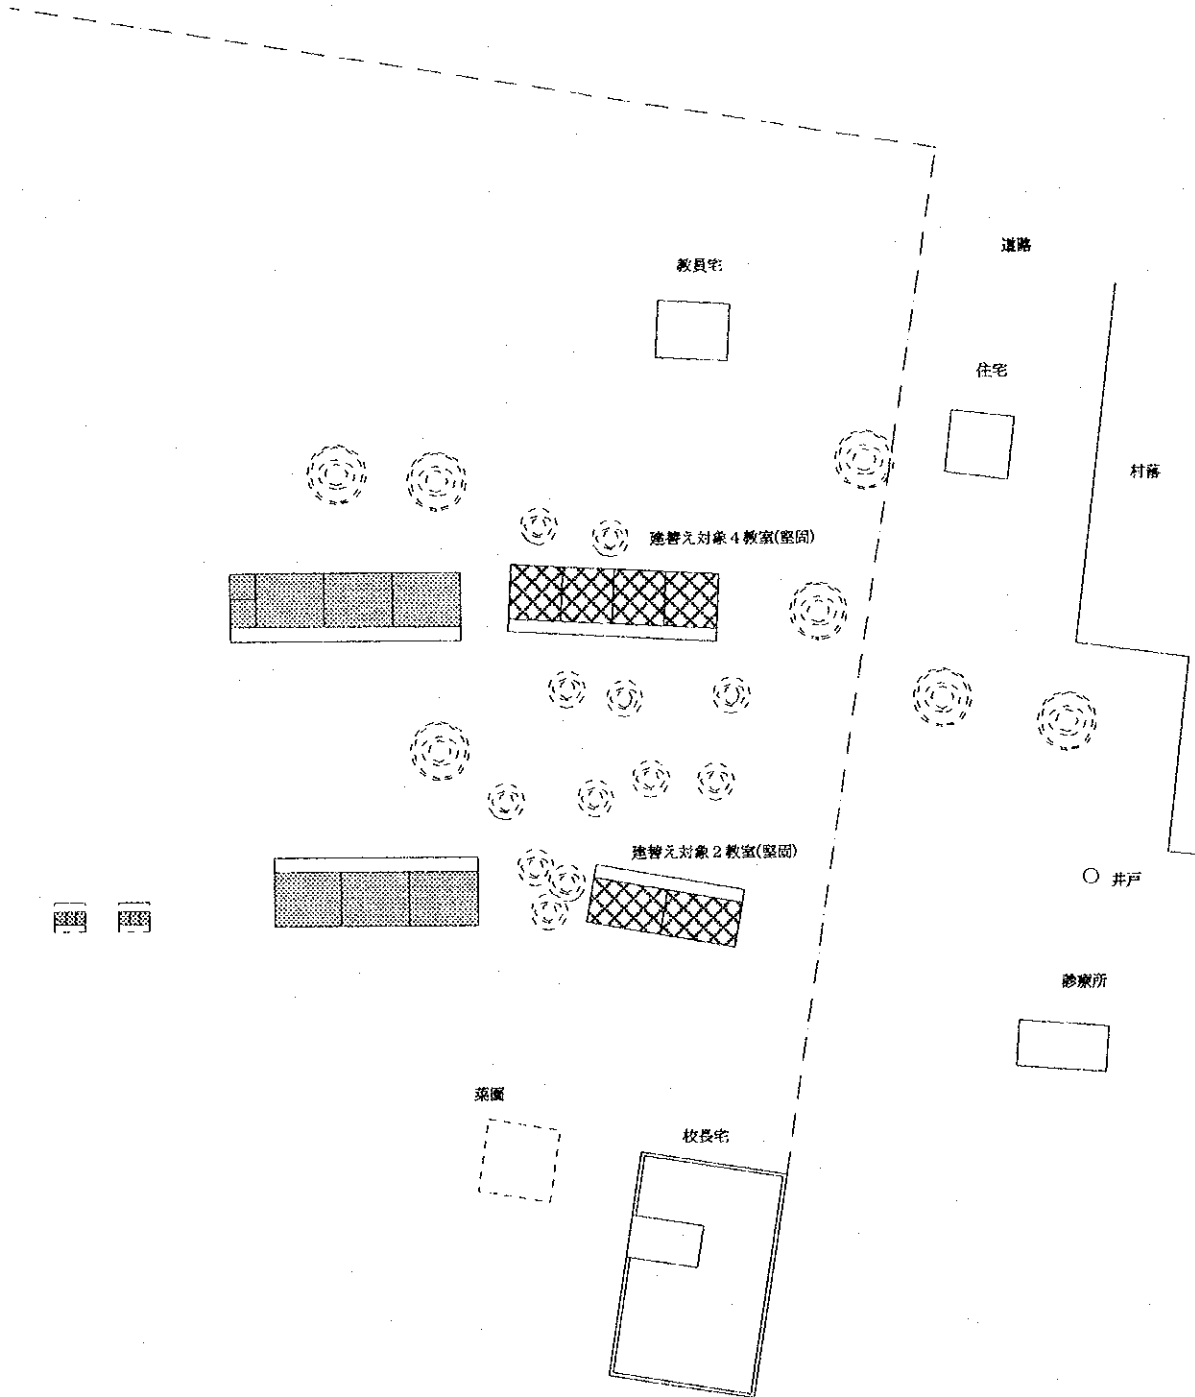 道路
教員宅
住宅
村落
建替え対象4教室(堅固)
建替え対象2教室(堅固)
井戸
診療所
菜園
校長宅